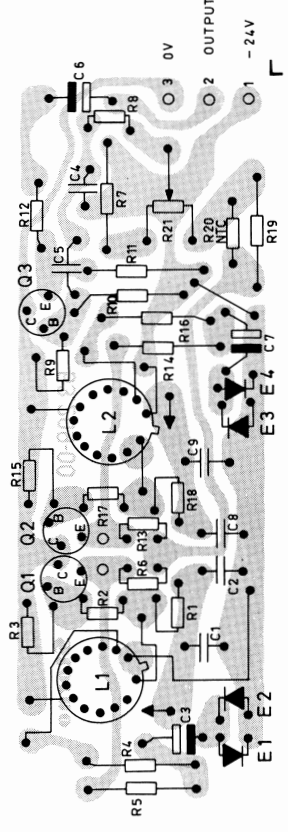 C6
3 0V
2 OUTPUT
1 -24V
R8
C4
R7
R12
R21
R20
NTC
R19
C5
R11
Q3
C
E
B
R10
R16
C7
R9
R14
E4
E3
L2
R15
C9
R18
R17
Q2
B
C
E
R13
C8
Q1
B
C
E
R6
C2
R2
R3
R1
C1
L1
C3
E2
E1
R4
R5